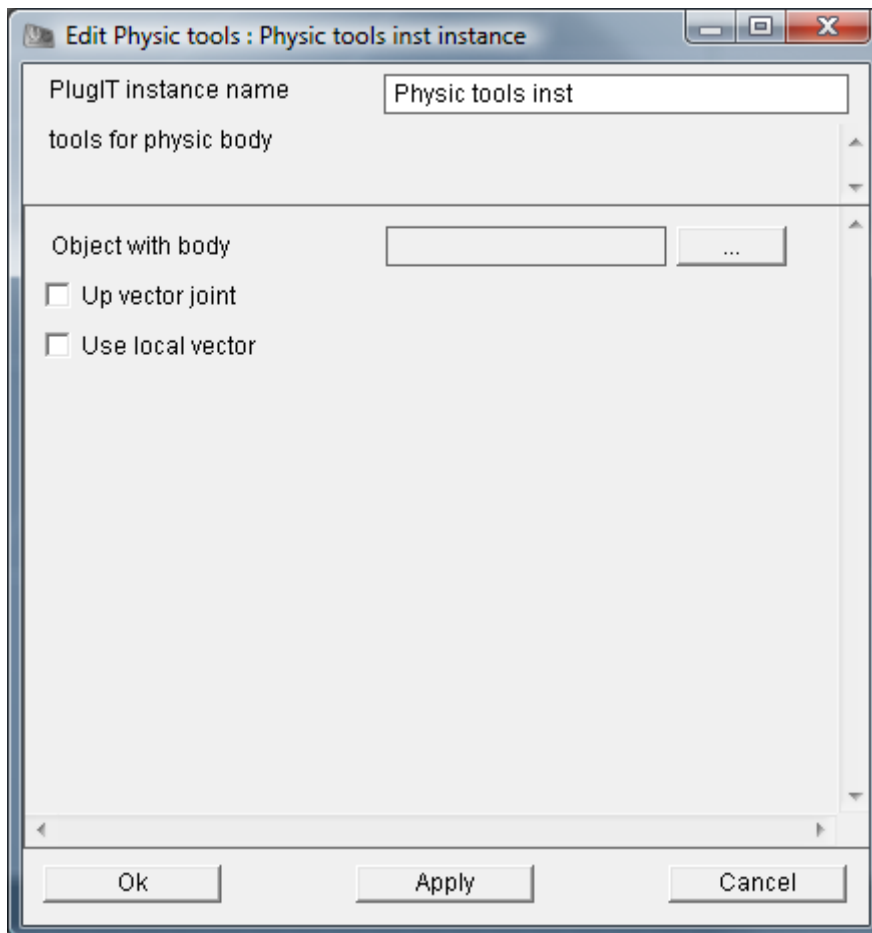 Edit Physic tools : Physic tools inst instance
PlugIT instance name Physic tools inst
tools for physic body
Object with body ...
Up vector joint
Use local vector
Ok Apply Cancel